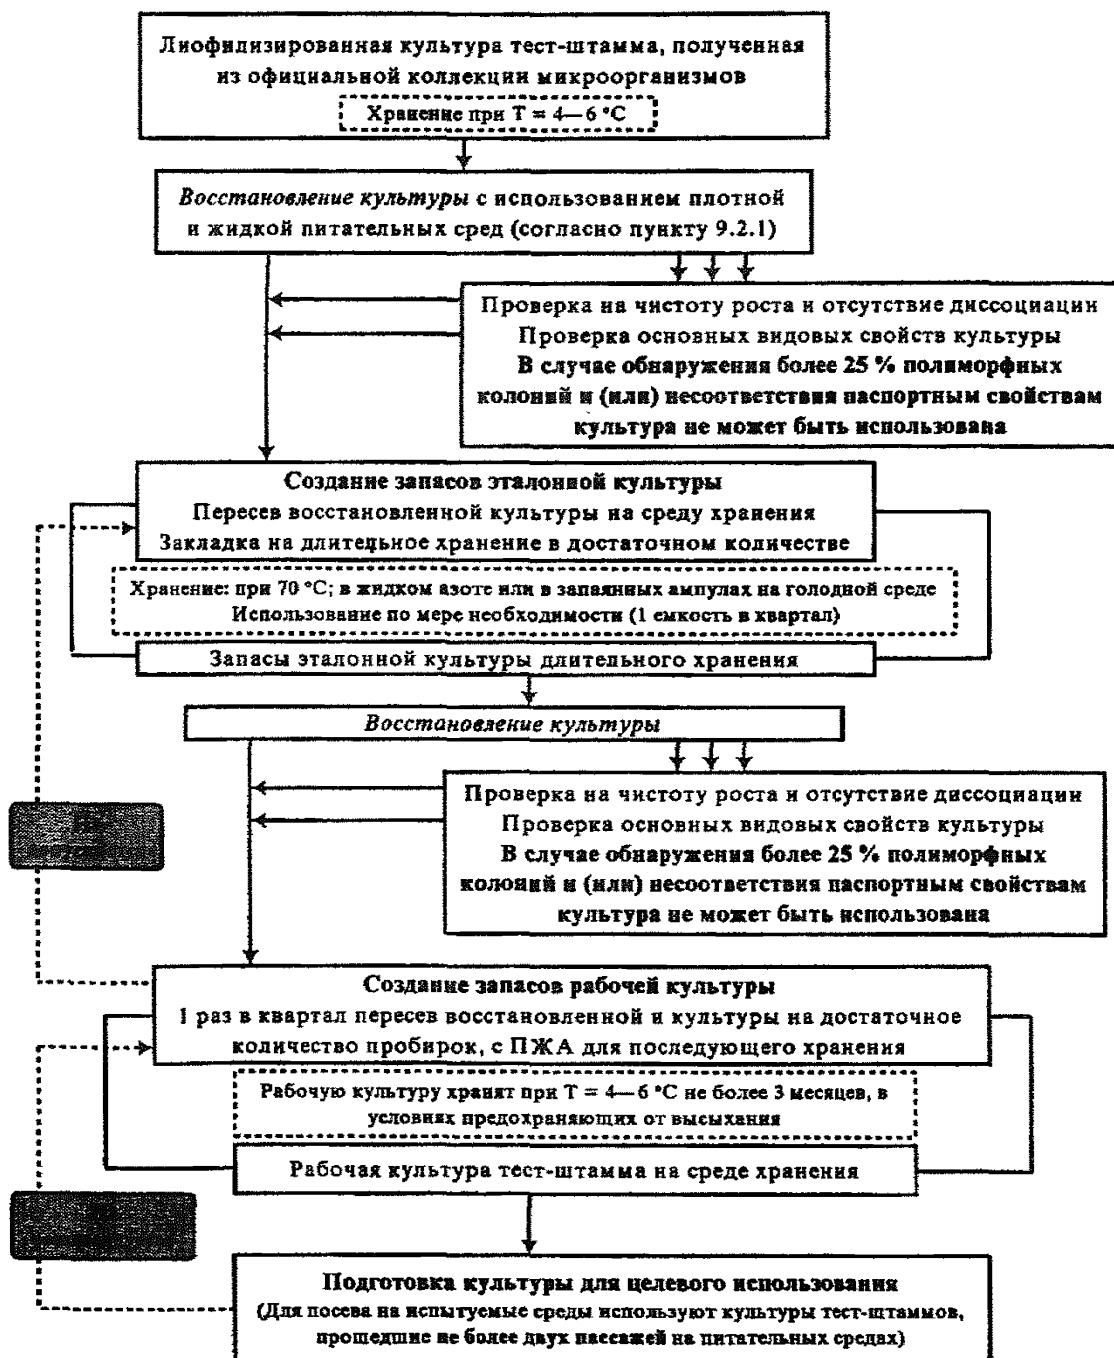 Лиофилизированная культура тест-штамма, полученная
из официальной коллекции микроорганизмов
Хранение при Т = 4—6 °С
Восстановление культуры с использованием плотной
и жидкой питательных сред (согласно пункту 9.2.1)
Проверка на чистоту роста и отсутствие диссоциации
Проверка основных видовых свойств культуры
В случае обнаружения более 25 % полиморфных
колоний и (или) несоответствия паспортным свойствам
культура не может быть использована
Создание запасов эталонной культуры
Пересев восстановленной культуры на среду хранения
Закладка на длительное хранение в достаточном количестве
Хранение: при 70 °С; в жидком азоте или в запаянных ампулах на голодной среде
Использование по мере необходимости (1 емкость в квартал)
Запасы эталонной культуры длительного хранения
Восстановление культуры
Проверка на чистоту роста и отсутствие диссоциации
Проверка основных видовых свойств культуры
В случае обнаружения более 25 % полиморфных
колоний и (или) несоответствия паспортным свойствам
культура не может быть использована
Создание запасов рабочей культуры
1 раз в квартал пересев восстановленной и культуры на достаточное
количество пробирок, с ПЖА для последующего хранения
Рабочую культуру хранят при Т = 4—6 °С не более 3 месяцев, в
условиях предохраняющих от высыхания
Рабочая культура тест-штамма на среде хранения
Подготовка культуры для целевого использования
(Для посева на испытуемые среды используют культуры тест-штаммов,
прошедшие не более двух пассажей на питательных средах)